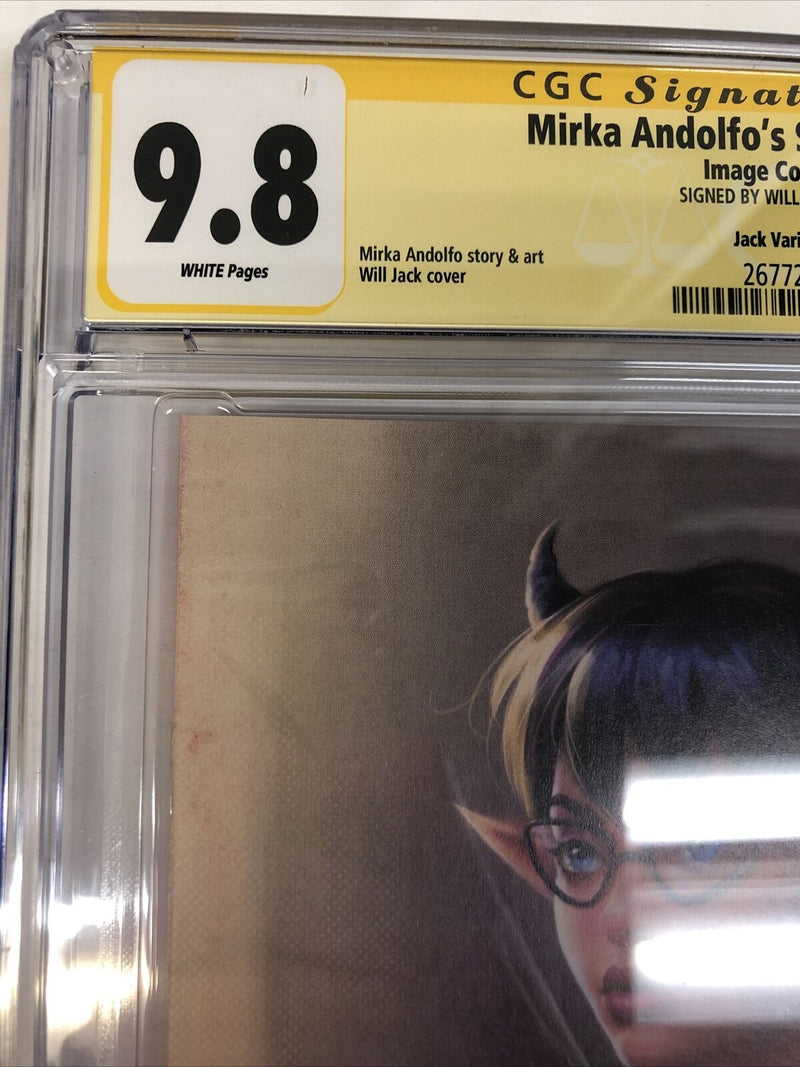 9.8
WHITE Pages
CGC Signat
Mirka Andolfo's S
Image Co
SIGNED BY WILL
Mirka Andolfo story & art
Will Jack cover
Jack Vari
26772